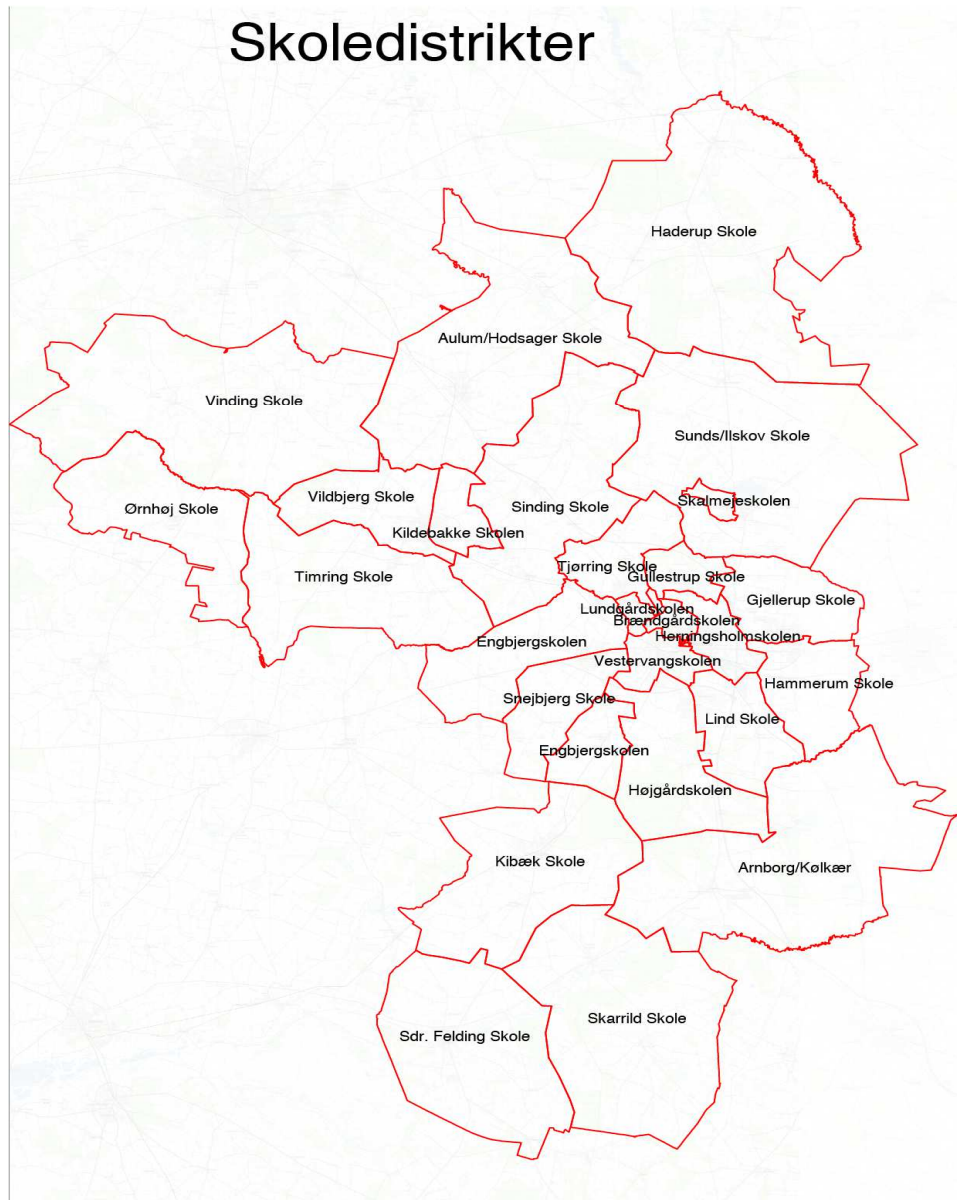 Skoledistrikter
Haderup Skole
Aulum/Hodsager Skole
Vinding Skole
Sunds/Ilskov Skole
Vildbjerg Skole
Skalmejeskolen
Ørnhøj Skole
Sinding Skole
Kildebakke Skolen
Tjørring Skole
Timring Skole
Gullestrup Skole
Gjellerup Skole
Lundgårdskolen
Brændgårdskolen
Herningsholmskolen
Engbjergskolen
Vestervangskolen
Hammerum Skole
Snejbjerg Skole
Lind Skole
Engbjergskolen
Højgårdskolen
Kibæk Skole
Arnborg/Kølkær
Skarrild Skole
Sdr. Felding Skole